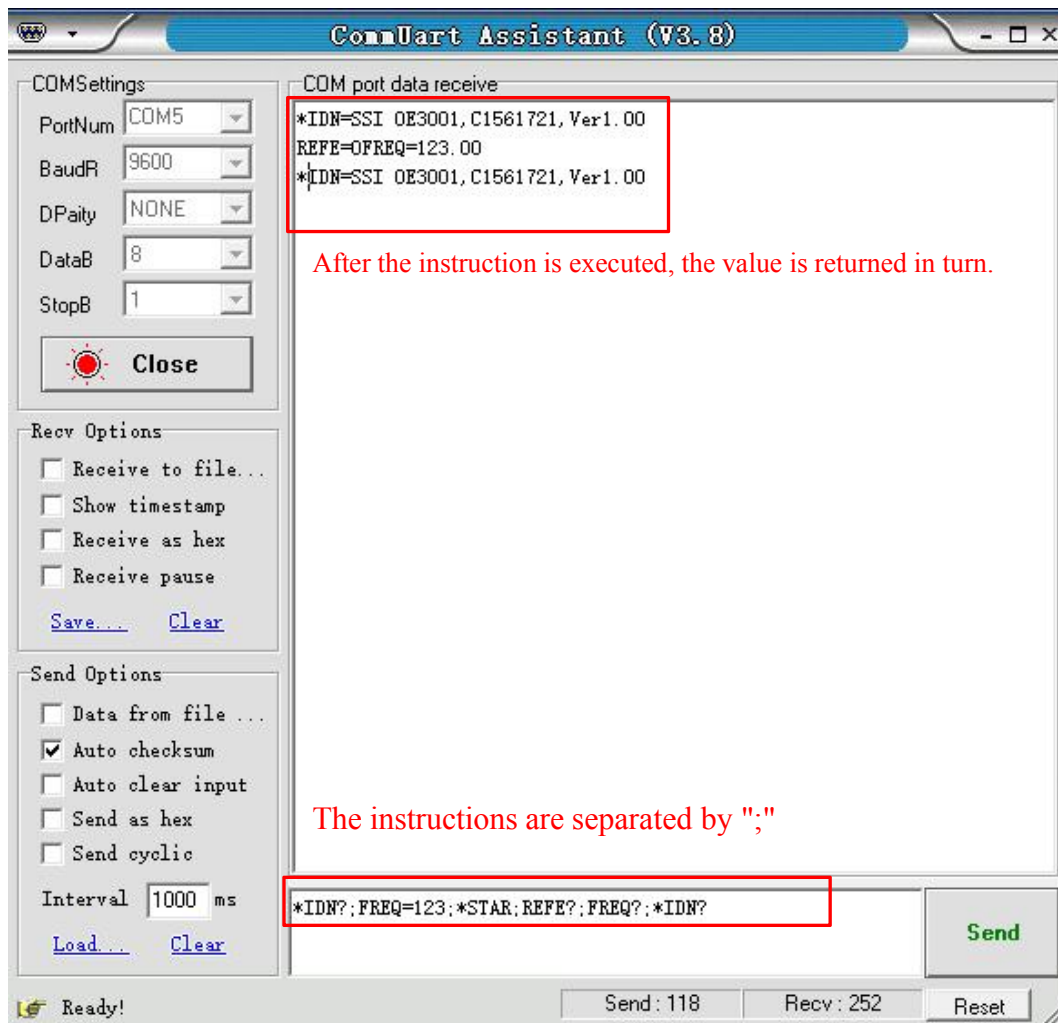 CommUart Assistant (V3.8)
COMSettings
PortNum COM5
BaudR 9600
DPaity NONE
DataB 8
StopB 1
Close
Recv Options
Receive to file...
Show timestamp
Receive as hex
Receive pause
Save... Clear
Send Options
Data from file ...
Auto checksum
Auto clear input
Send as hex
Send cyclic
Interval 1000 ms
Load... Clear
COM port data receive
*IDN=SSI OE3001,C1561721,Ver1.00
REFE=0FREQ=123.00
*IDN=SSI OE3001,C1561721,Ver1.00
After the instruction is executed, the value is returned in turn.
The instructions are separated by ";"
*IDN?;FREQ=123;*STAR;REFE?;FREQ?;*IDN?
Send
Ready!
Send : 118
Recv : 252
Reset